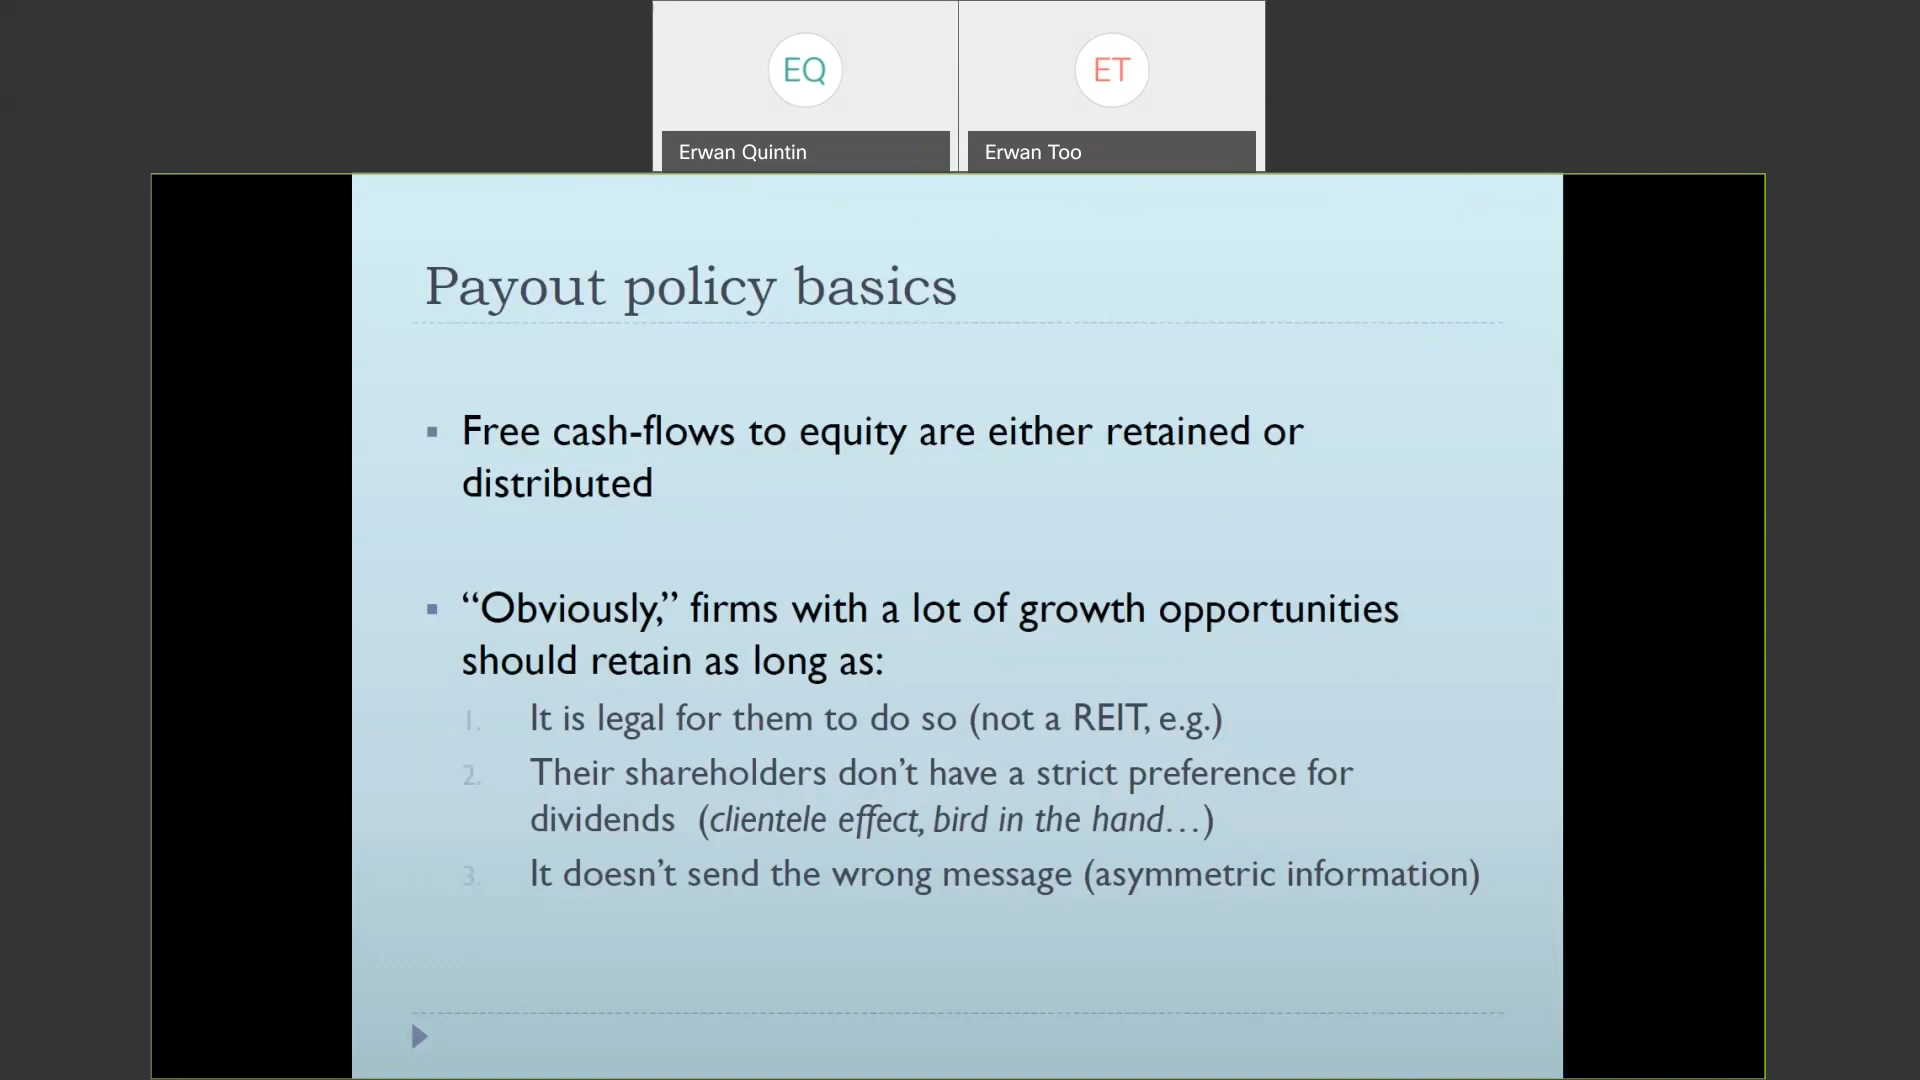 EQ
ET
Erwan Quintin
Erwan Too
Payout policy basics
▪ Free cash-flows to equity are either retained or
distributed
▪ “Obviously,” firms with a lot of growth opportunities
should retain as long as:
1. It is legal for them to do so (not a REIT, e.g.)
2. Their shareholders don’t have a strict preference for
dividends (clientele effect, bird in the hand…)
3. It doesn’t send the wrong message (asymmetric information)